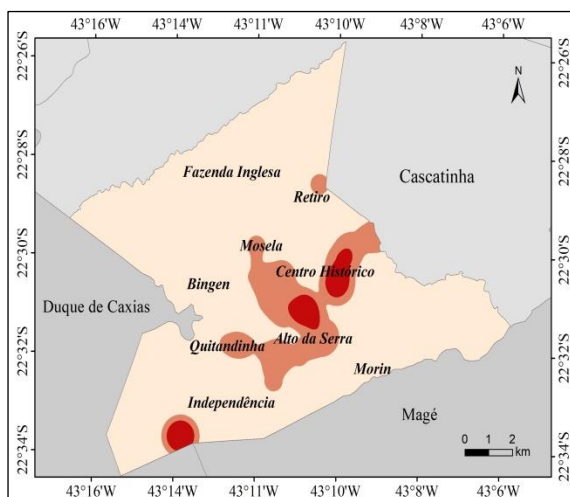 43°16'W 43°14'W 43°11'W 43°10'W 43°8'W 43°6'W
22°26'S 22°26'S
N
22°28'S 22°28'S
Fazenda Inglesa
Cascatinha
Retiro
22°30'S 22°30'S
Mosela
Centro Histórico
Bingen
Duque de Caxias
Alto da Serra
22°32'S 22°32'S
Quitandinha
Morin
Independência
Magé
22°34'S 22°34'S
0 1 2
km
43°16'W 43°14'W 43°11'W 43°10'W 43°8'W 43°6'W